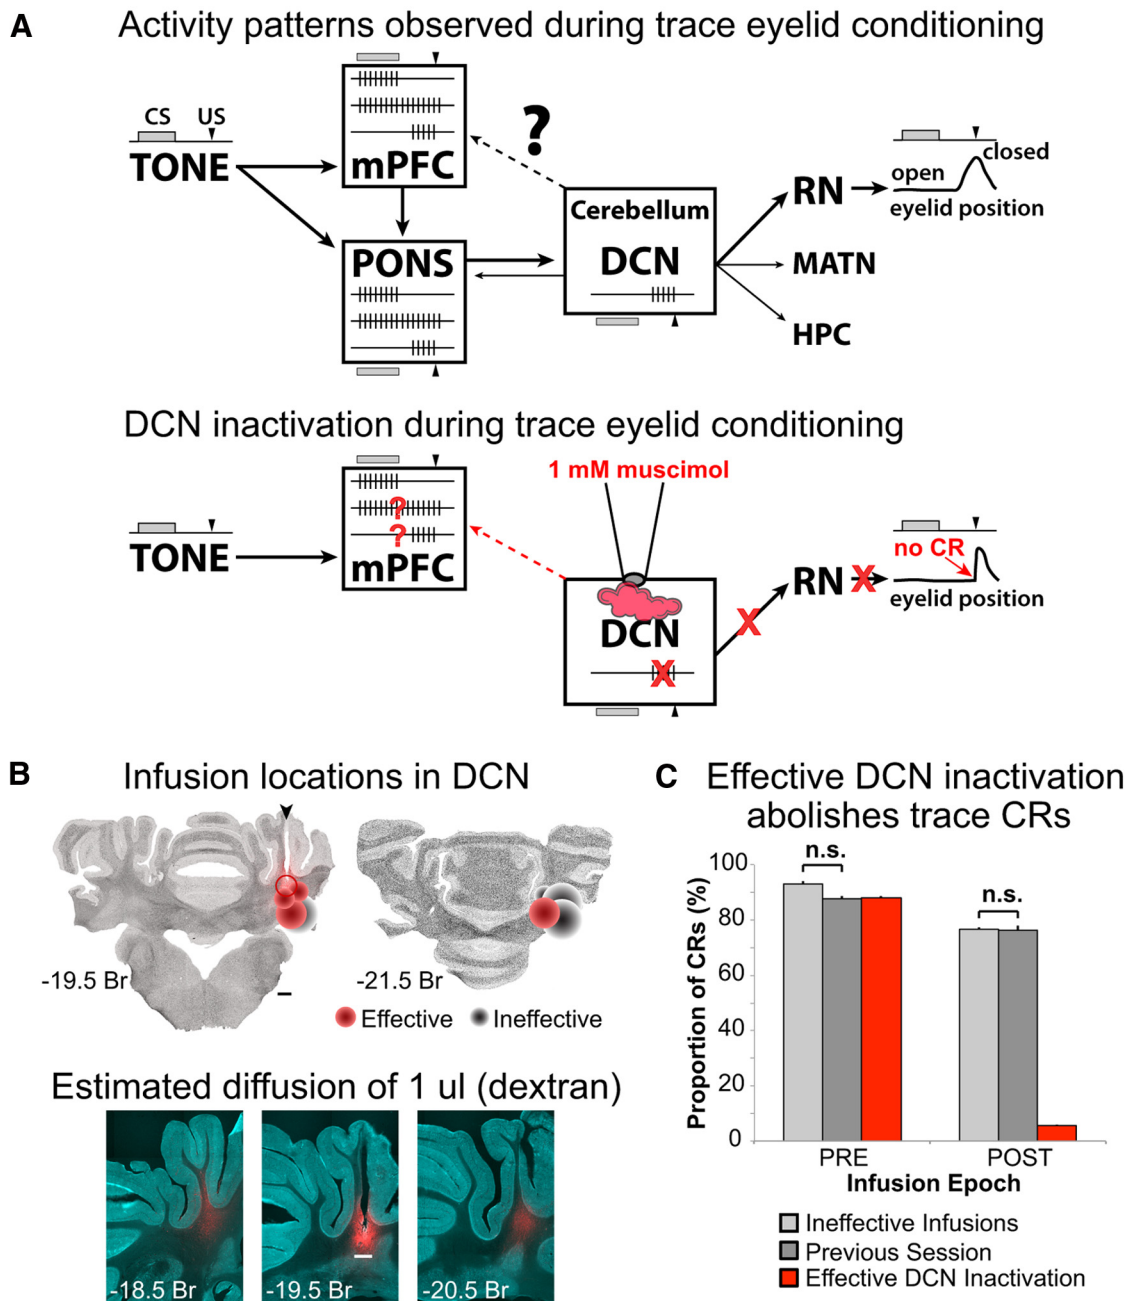 A
Activity patterns observed during trace eyelid conditioning
CS US
TONE
mPFC
?
PONS
Cerebellum
DCN
RN
MATN
HPC
open
closed
eyelid position
DCN inactivation during trace eyelid conditioning
TONE
?
?
mPFC
1 mM muscimol
DCN
X
X
RN
X
no CR
eyelid position
B
Infusion locations in DCN
-19.5 Br
-21.5 Br
Effective
Ineffective
Estimated diffusion of 1 ul (dextran)
-18.5 Br
-19.5 Br
-20.5 Br
C
Effective DCN inactivation
abolishes trace CRs
Proportion of CRs (%)
100
80
60
40
20
0
n.s.
n.s.
PRE
POST
Infusion Epoch
Ineffective Infusions
Previous Session
Effective DCN Inactivation